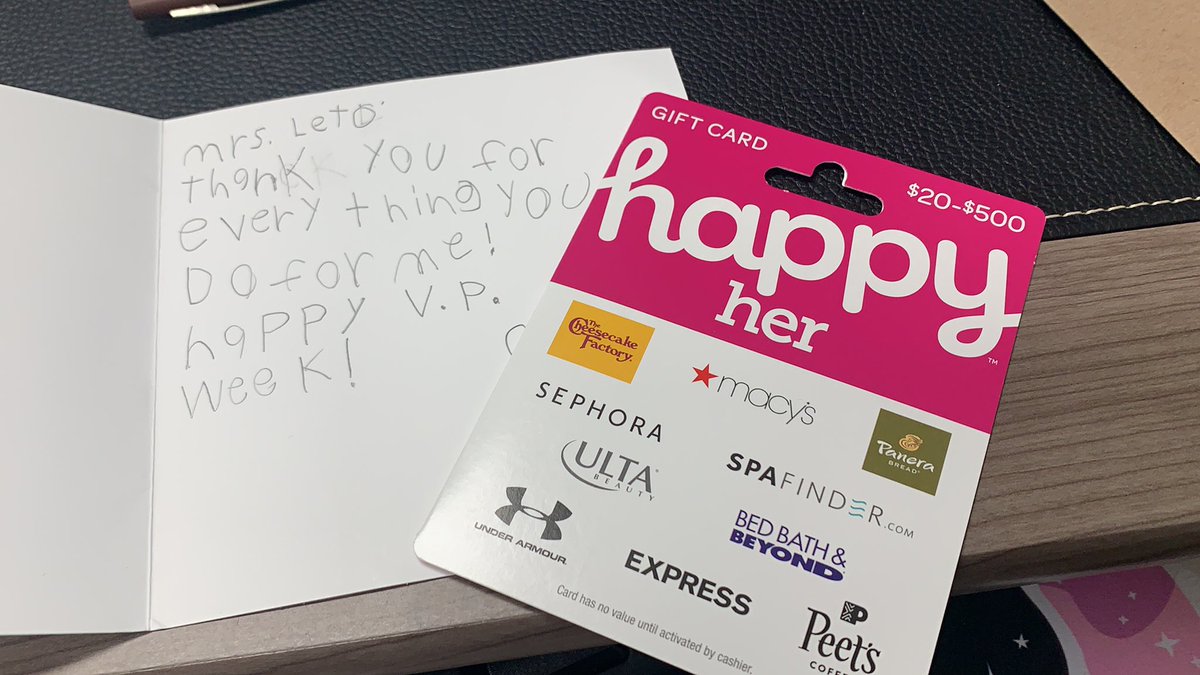 mrs. Leto:
thank you for
every thing you
Do for me!
happy V.P.
week!
GIFT CARD
$20-$500
happy
her
TM
The
Cheesecake
Factory.
macy's
Panera
BREAD®
SEPHORA
ULTA
BEAUTY
SPAFINDER.COM
UNDER ARMOUR.
BED BATH &
BEYOND
EXPRESS
P
Peet's
Card has no value until activated by cashier.